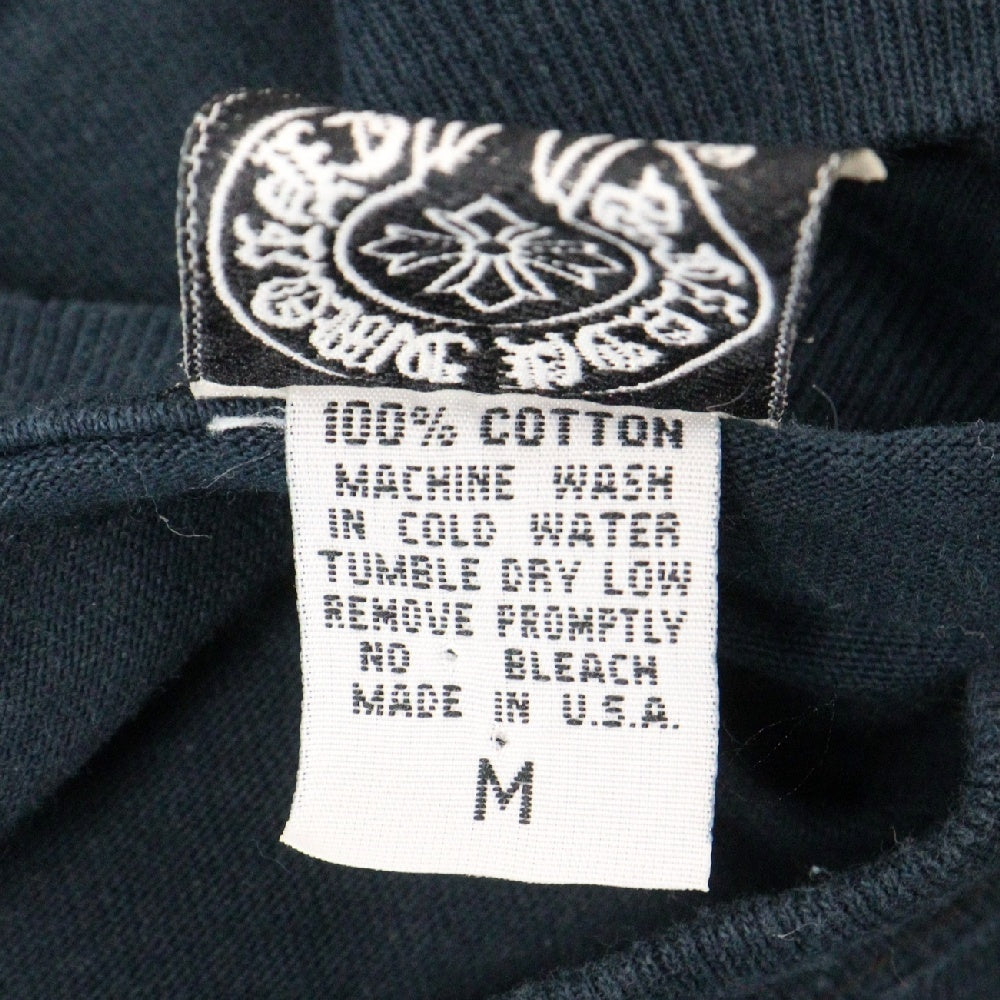 100% COTTON
MACHINE WASH
IN COLD WATER
TUMBLE DRY LOW
REMOVE PROMPTLY
NO BLEACH
MADE IN U.S.A.
M